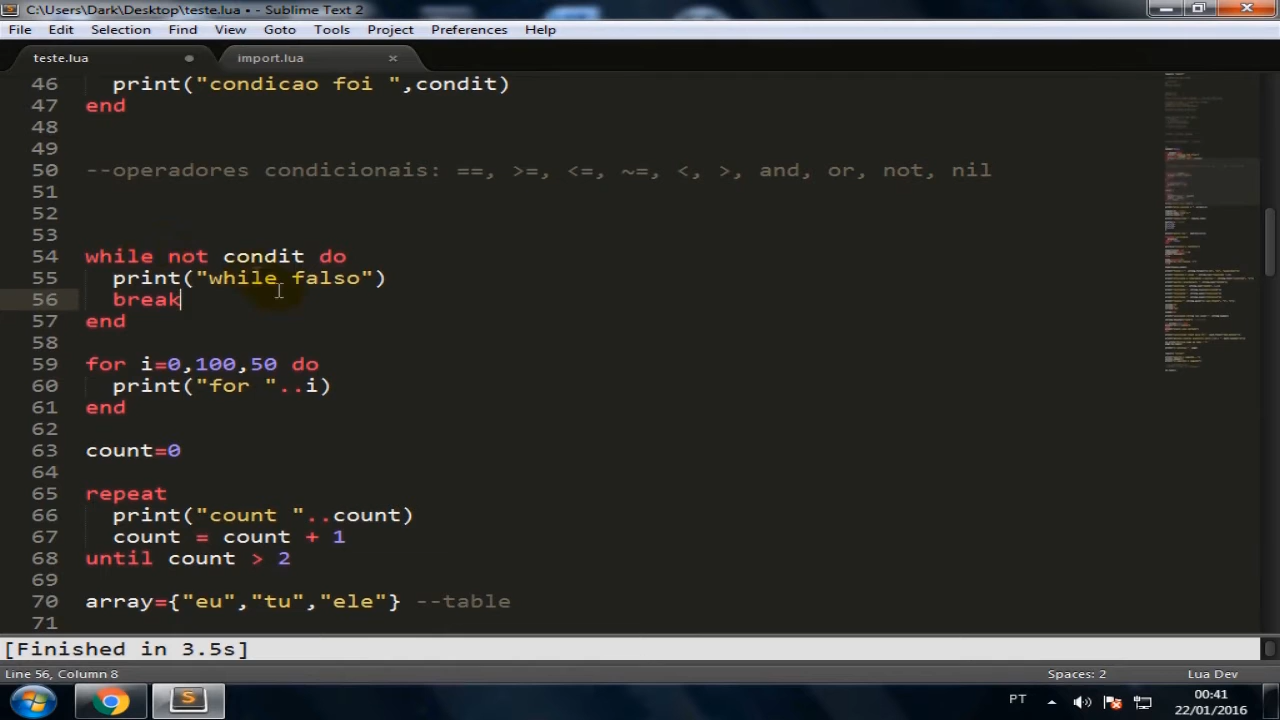 C:\Users\Dark\Desktop\teste.lua • - Sublime Text 2
File Edit Selection Find View Goto Tools Project Preferences Help
teste.lua import.lua ×
46 print("condicao foi ",condit)
47 end
48
49
50 --operadores condicionais: ==, >=, <=, ~=, <, >, and, or, not, nil
51
52
53
54 while not condit do
55 print("while falso")
56 break
57 end
58
59 for i=0,100,50 do
60 print("for "..i)
61 end
62
63 count=0
64
65 repeat
66 print("count "..count)
67 count = count + 1
68 until count > 2
69
70 array={"eu","tu","ele"} --table
71
[Finished in 3.5s]
Line 56, Column 8 Spaces: 2 Lua Dev
PT 00:41
22/01/2016